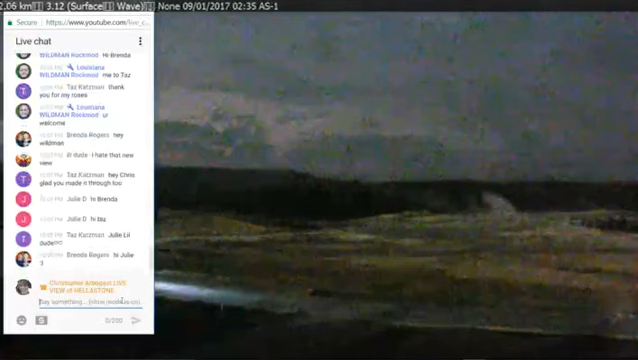 2.06 km 3.12 (Surface Wave) None 09/01/2017 02:35 AS-1
Secure https://www.youtube.com/live_c...
Live chat
WILDMAN Rockmod Hi Brenda
Louisiana
WILDMAN Rockmod me to Taz
Taz Katzman thank
you for my roses
Louisiana
WILDMAN Rockmod ur
welcome
Brenda Rogers hey
wildman
lil dude I hate that new
view
Taz Katzman hey Chris
glad you made it through too
Julie D hi Brenda
Julie D hi taz
Taz Katzman Julie Lil
dude
Brenda Rogers hi Julie
:)
Christopher Arbogast LIVE
VIEW of HELLASTONE
Say something...
0/200